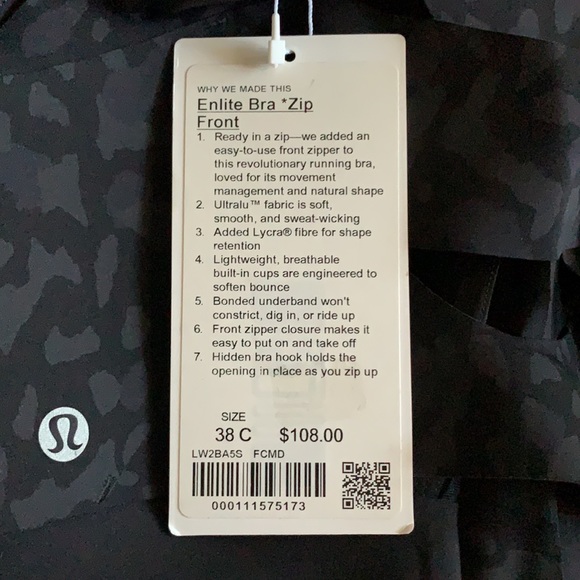 WHY WE MADE THIS
Enlite Bra *Zip
Front
1. Ready in a zip—we added an
easy-to-use front zipper to
this revolutionary running bra,
loved for its movement
management and natural shape
2. Ultralu™ fabric is soft,
smooth, and sweat-wicking
3. Added Lycra® fibre for shape
retention
4. Lightweight, breathable
built-in cups are engineered to
soften bounce
5. Bonded underband won't
constrict, dig in, or ride up
6. Front zipper closure makes it
easy to put on and take off
7. Hidden bra hook holds the
opening in place as you zip up
SIZE
38 C $108.00
LW2BA5S FCMD
000111575173